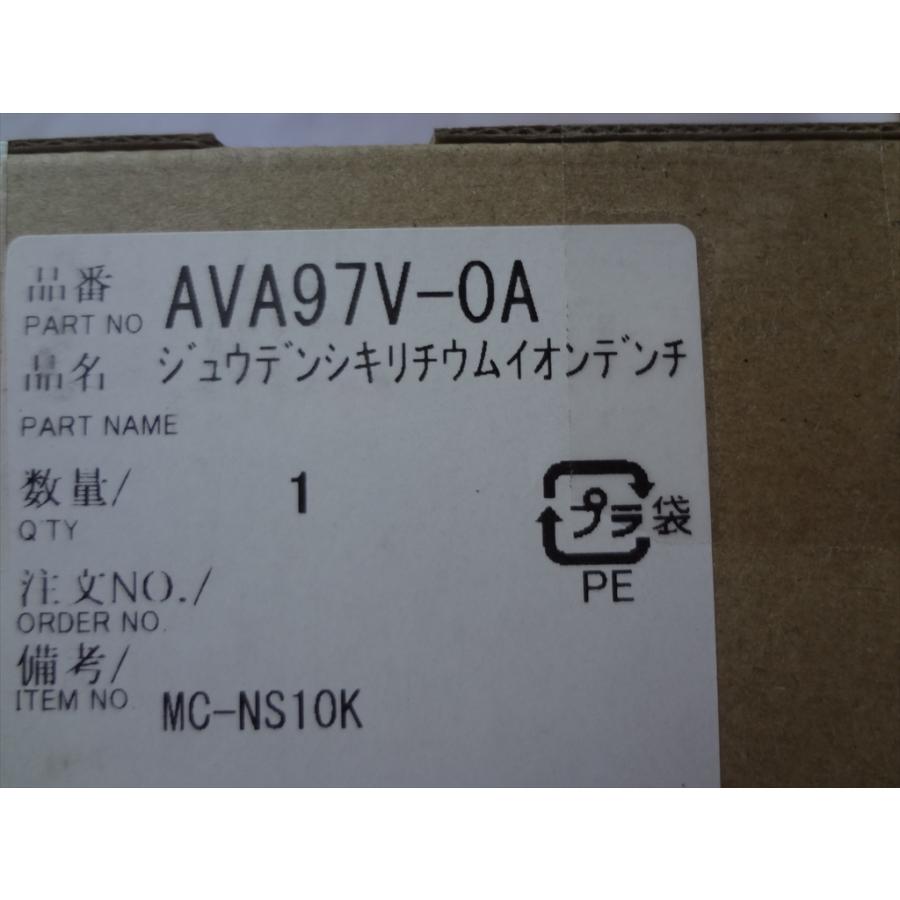 品番 AVA97V-0A
PART NO
品名 ジュウデンシキリチウムイオンデンチ
PART NAME
数量/ 1
Q'TY
プラ 袋
PE
注文NO./
ORDER NO.
備考/
ITEM NO. MC-NS10K